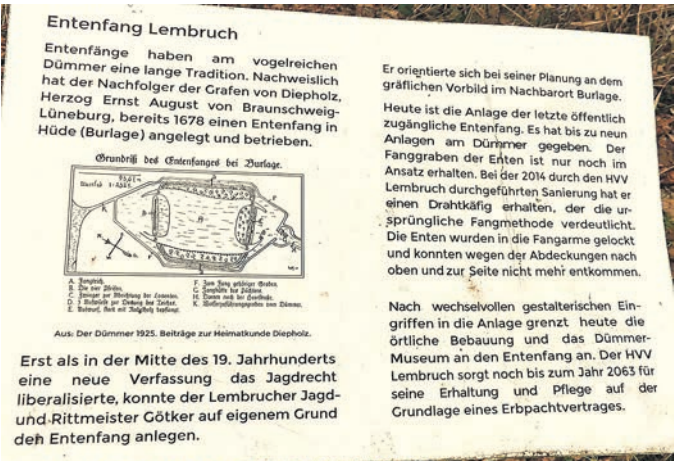 Entenfang Lembruch
Entenfänge haben am vogelreichen
Dümmer eine lange Tradition. Nachweislich
hat der Nachfolger der Grafen von Diepholz,
Herzog Ernst August von Braunschweig-
Lüneburg, bereits 1678 einen Entenfang in
Hüde (Burlage) angelegt und betrieben.
Grundriß des Entenfanges bei Burlage.
A. Fangteich.
F. Zum Fang gehöriger Graben.
Aus: Der Dümmer 1925. Beiträge zur Heimatkunde Diepholz.
Erst als in der Mitte des 19. Jahrhunderts
eine neue Verfassung das Jagdrecht
liberalisierte, konnte der Lembrucher Jagd-
und Rittmeister Götker auf eigenem Grund
den Entenfang anlegen.
Er orientierte sich bei seiner Planung an dem
gräflichen Vorbild im Nachbarort Burlage.
Heute ist die Anlage der letzte öffentlich
zugängliche Entenfang. Es hat bis zu neun
Anlagen am Dümmer gegeben. Der
Fanggraben der Enten ist nur noch im
Ansatz erhalten. Bei der 2014 durch den HVV
Lembruch durchgeführten Sanierung hat er
einen Drahtkäfig erhalten, der die ur-
sprüngliche Fangmethode verdeutlicht.
Die Enten wurden in die Fangarme gelockt
und konnten wegen der Abdeckungen nach
oben und zur Seite nicht mehr entkommen.
Nach wechselvollen gestalterischen Ein-
griffen in die Anlage grenzt heute die
örtliche Bebauung und das Dümmer-
Museum an den Entenfang an. Der HVV
Lembruch sorgt noch bis zum Jahr 2063 für
seine Erhaltung und Pflege auf der
Grundlage eines Erbpachtvertrages.